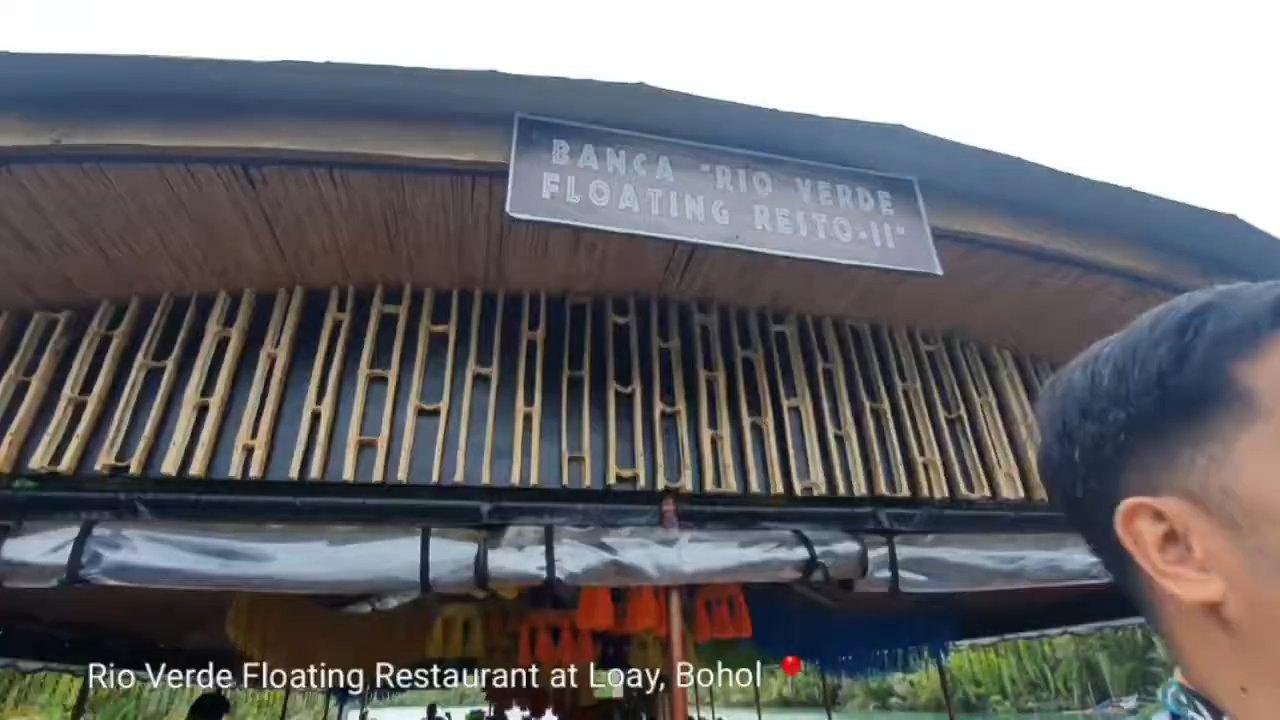 BANCA "RIO VERDE
FLOATING RESTO-II"
Rio Verde Floating Restaurant at Loay, Bohol